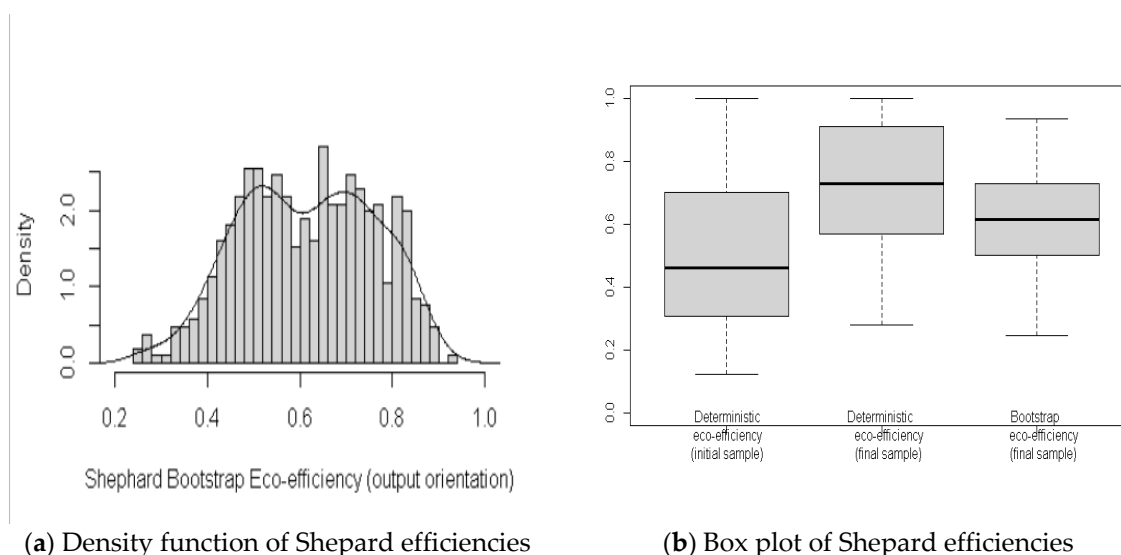 Density
0.0 1.0 2.0
0.2 0.4 0.6 0.8 1.0
Shephard Bootstrap Eco-efficiency (output orientation)
(a) Density function of Shepard efficiencies
0.0 0.2 0.4 0.6 0.8 1.0
Deterministic
eco-efficiency
(initial sample)
Deterministic
eco-efficiency
(final sample)
Bootstrap
eco-efficiency
(final sample)
(b) Box plot of Shepard efficiencies